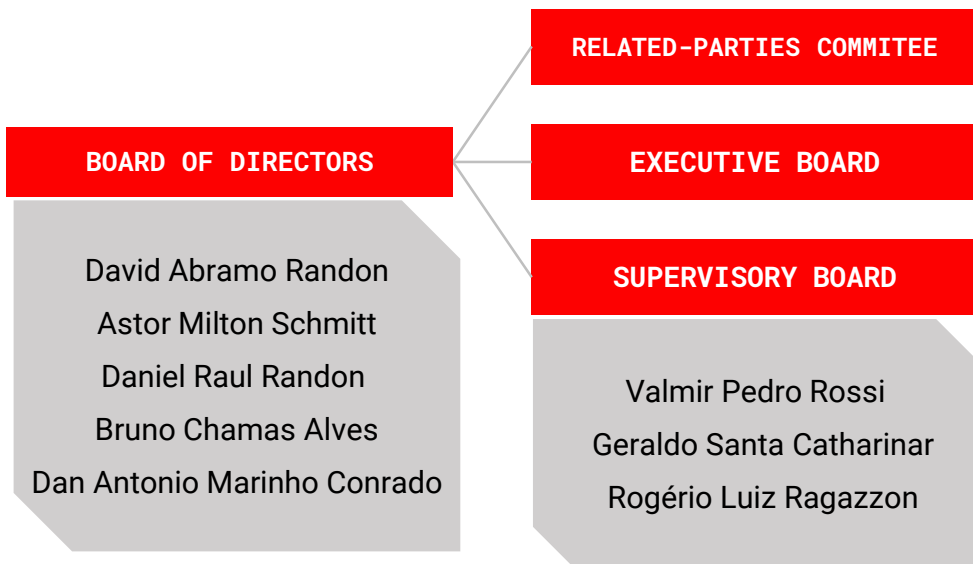 RELATED-PARTIES COMMITEE
BOARD OF DIRECTORS
EXECUTIVE BOARD
David Abramo Randon
Astor Milton Schmitt
Daniel Raul Randon
Bruno Chamas Alves
Dan Antonio Marinho Conrado
SUPERVISORY BOARD
Valmir Pedro Rossi
Geraldo Santa Catharinar
Rogério Luiz Ragazzon